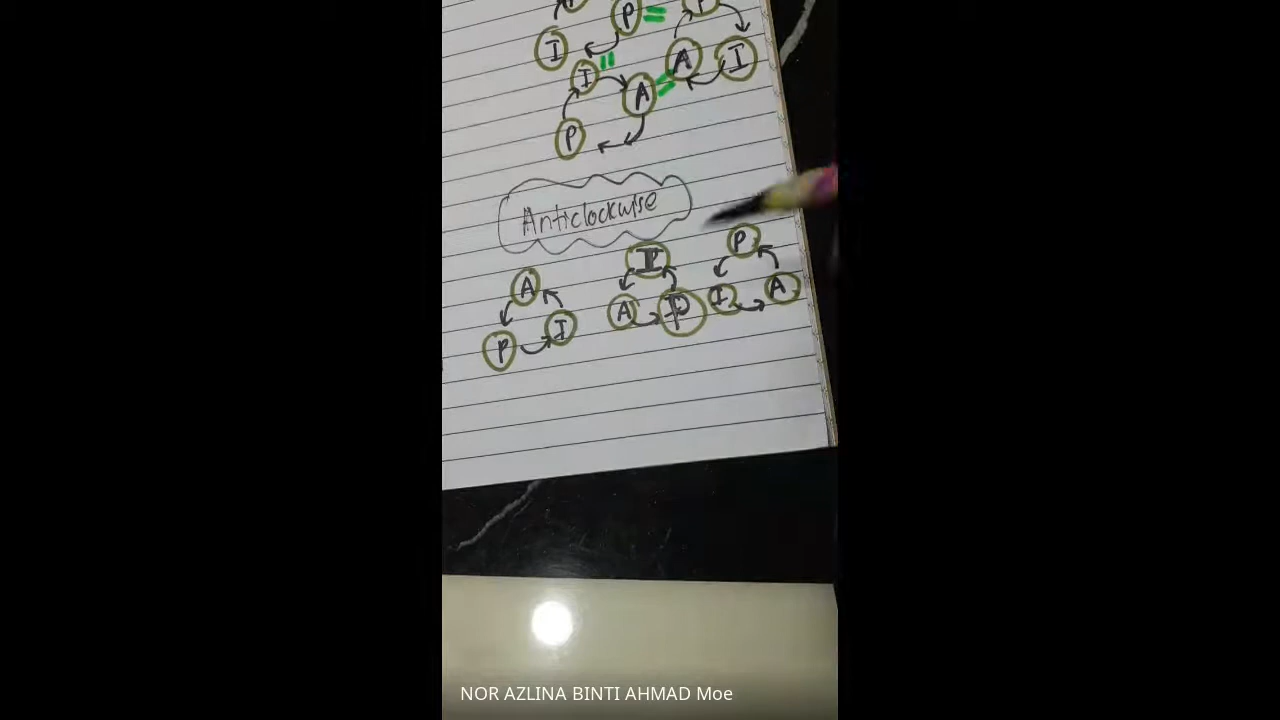 P
P =
I
A
I
I =
A =
P
Anticlockwise
A
P
I
I
A
P
P
I
A
NOR AZLINA BINTI AHMAD Moe